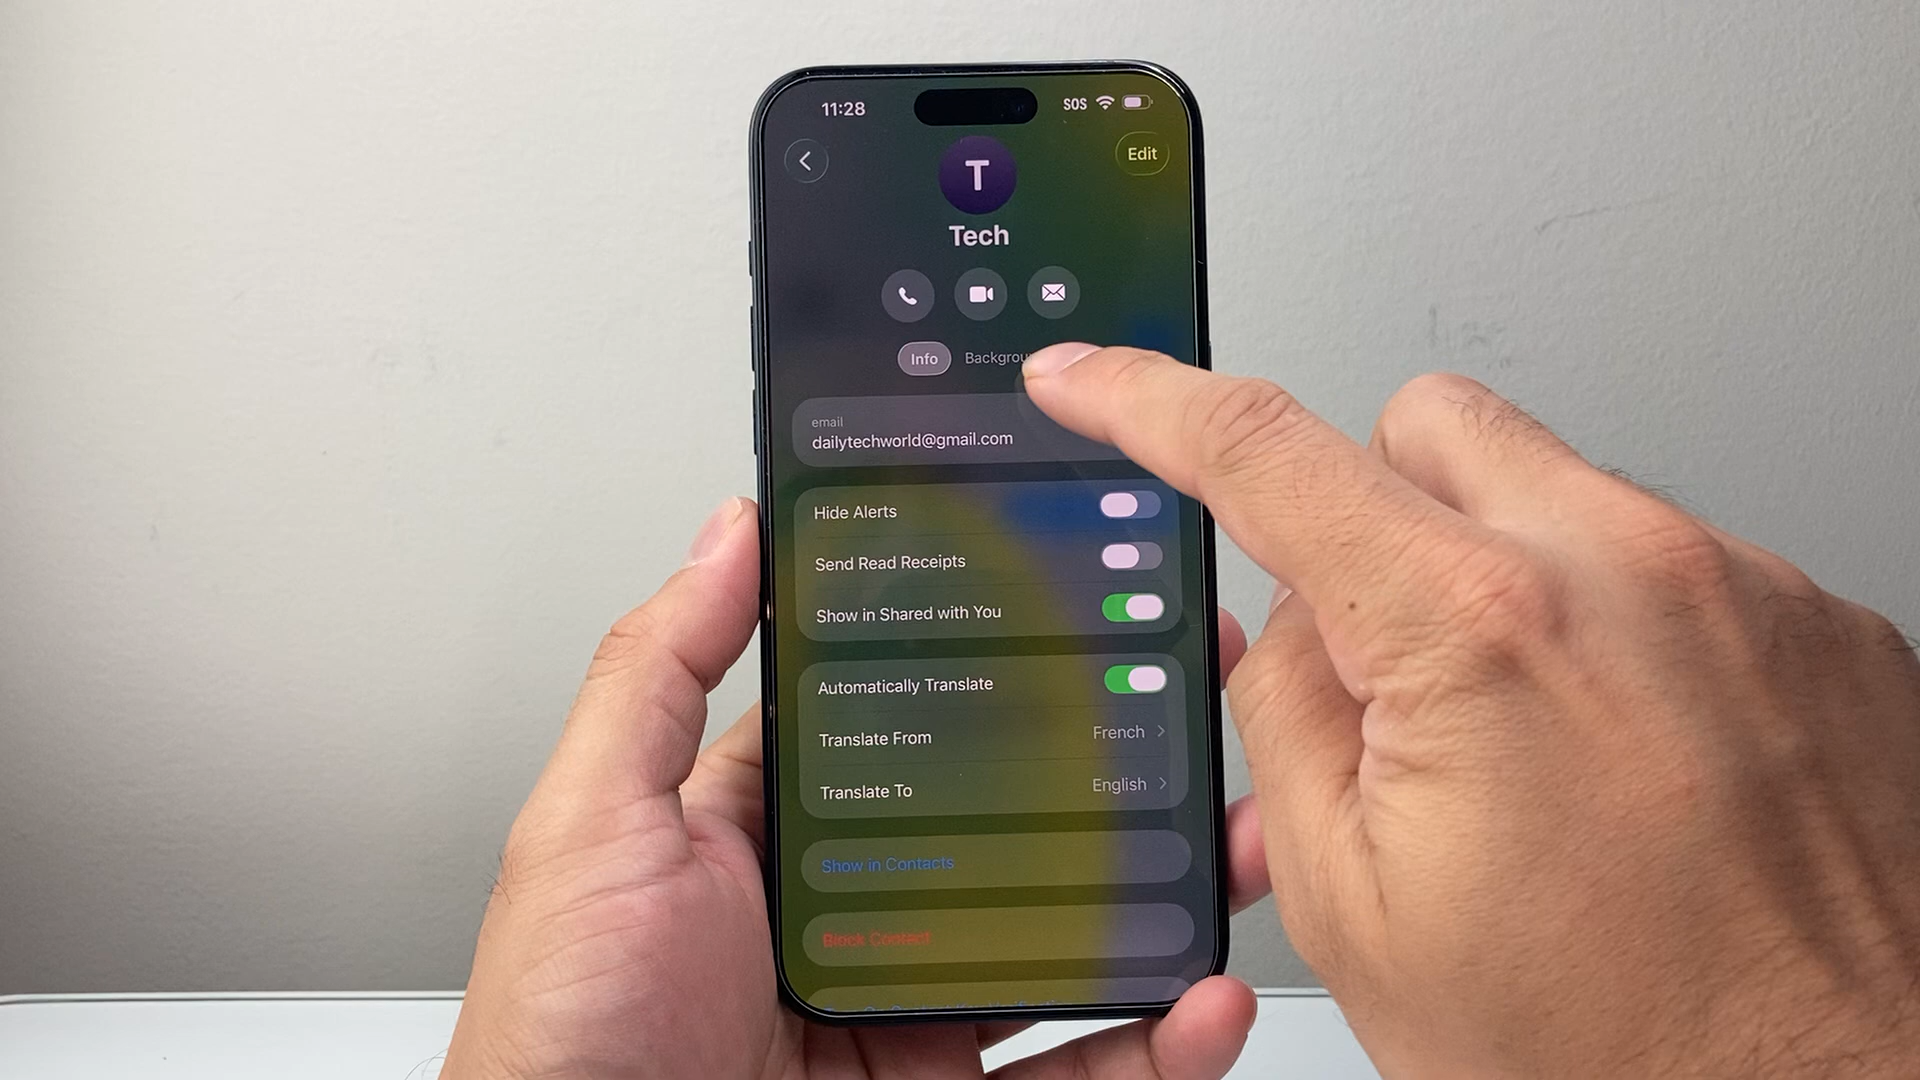 11:28
SOS
Edit
T
Tech
Info
email
dailytechworld@gmail.com
Hide Alerts
Send Read Receipts
Show in Shared with You
Automatically Translate
Translate From
French
Translate To
English
Show in Contacts
Block Contact